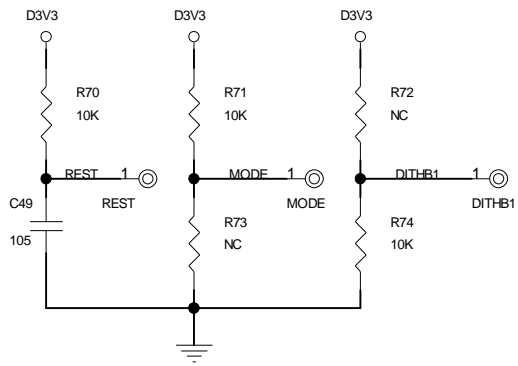 D3V3 D3V3 D3V3
R70 R71 R72
10K 10K NC
REST 1 MODE 1 DITHB1 1
C49 REST MODE DITHB1
R73 R74
105 NC 10K